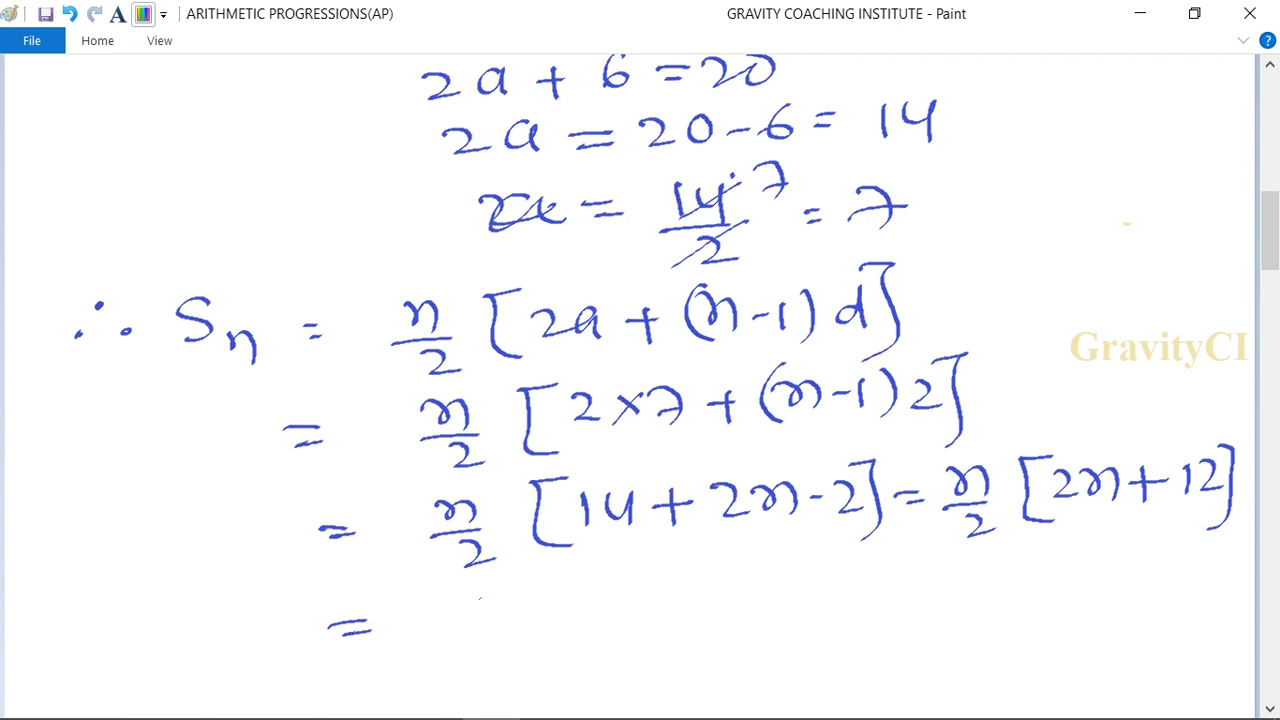 ARITHMETIC PROGRESSIONS(AP)
GRAVITY COACHING INSTITUTE - Paint
File Home View
2a + 6 = 20
2a = 20 - 6 = 14
= 14/2 7 = 7
∴ Sn = n/2 [2a + (n-1) d]
GravityCI
= n/2 [2 × 7 + (n-1) 2]
= n/2 [14 + 2n - 2] = n/2 [2n + 12]
=